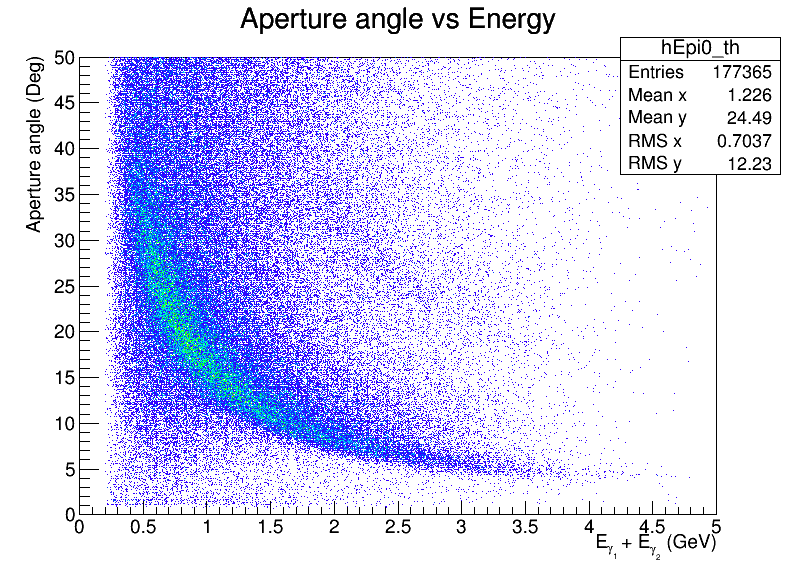 Aperture angle vs Energy
hEpi0_th
Entries 177365
Mean x 1.226
Mean y 24.49
RMS x 0.7037
RMS y 12.23
Aperture angle (Deg)
50
45
40
35
30
25
20
15
10
5
0
0 0.5 1 1.5 2 2.5 3 3.5 4 4.5 5
Eγ1 + Eγ2 (GeV)